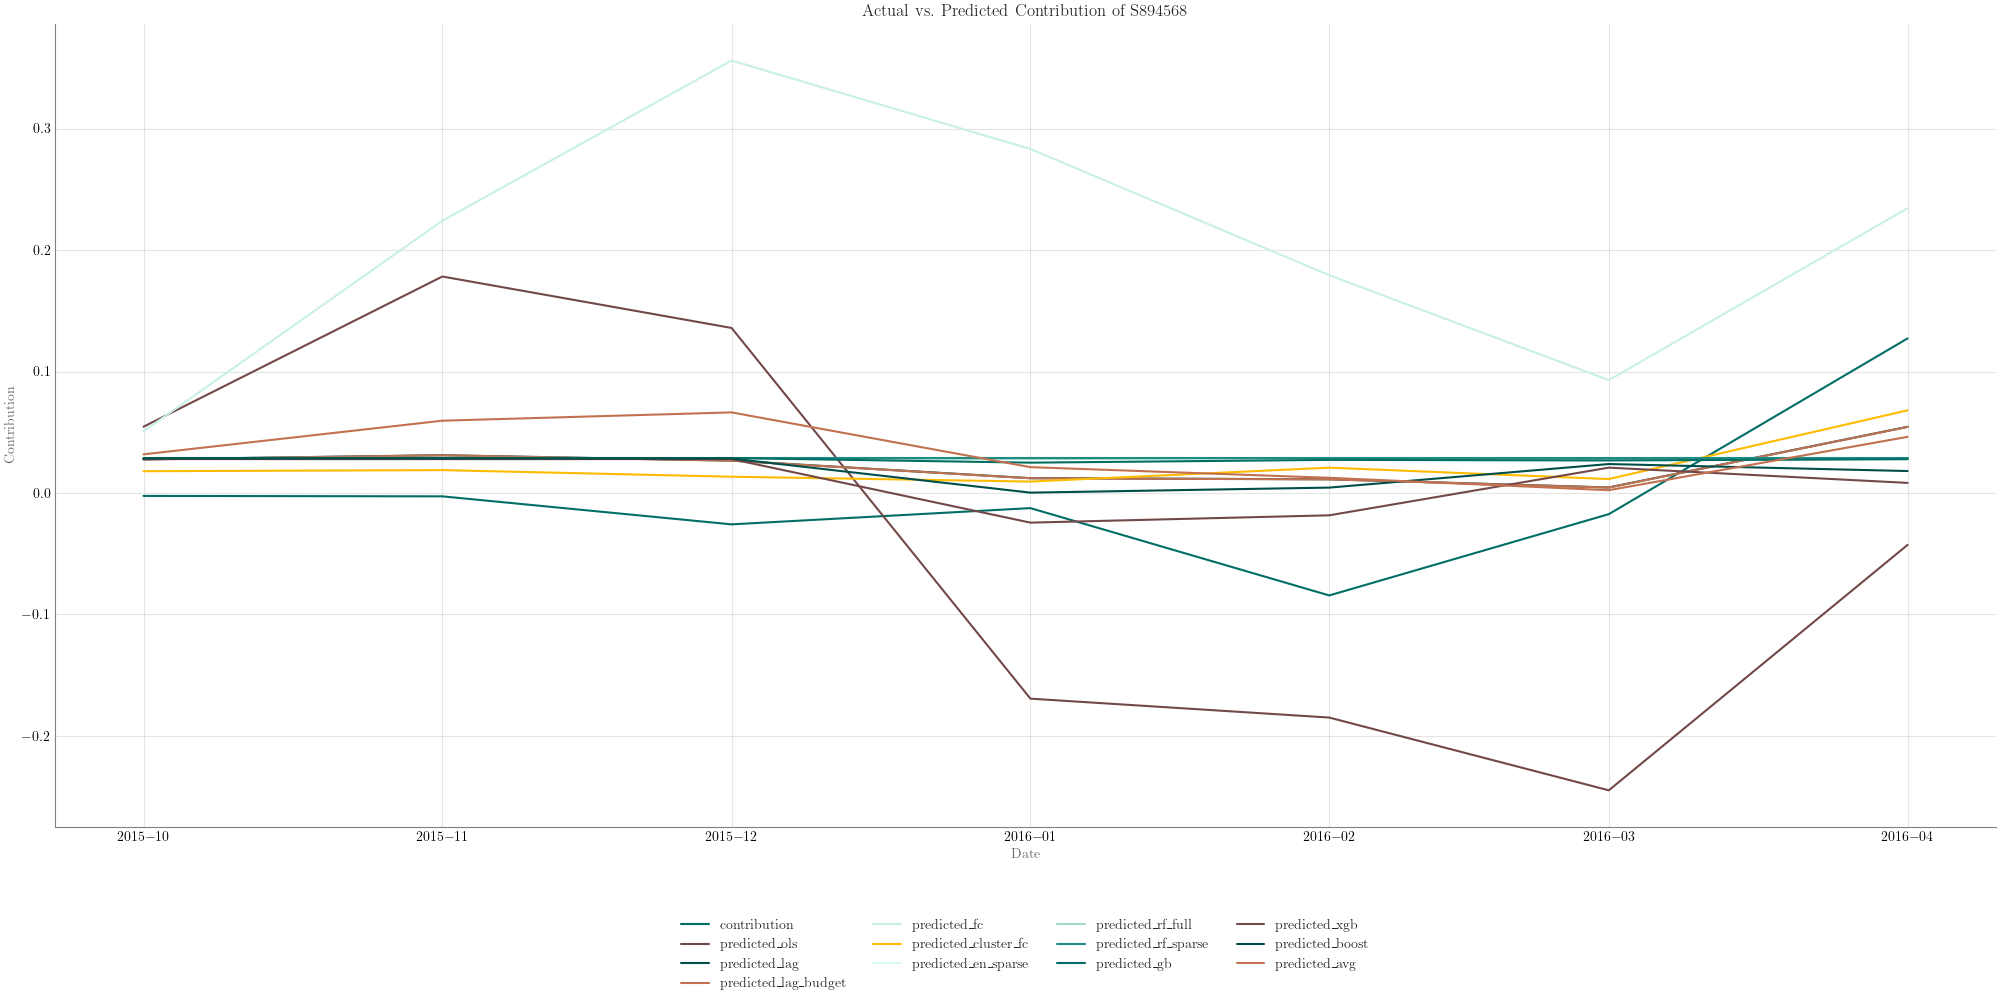 Actual vs. Predicted Contribution of S894568
0.3
0.2
0.1
0.0
−0.1
−0.2
Contribution
2015−10 2015−11 2015−12 2016−01 2016−02 2016−03 2016−04
Date
contribution predicted_fc predicted_rf_full predicted_xgb
predicted_ols predicted_cluster_fc predicted_rf_sparse predicted_boost
predicted_lag predicted_en_sparse predicted_gb predicted_avg
predicted_lag_budget